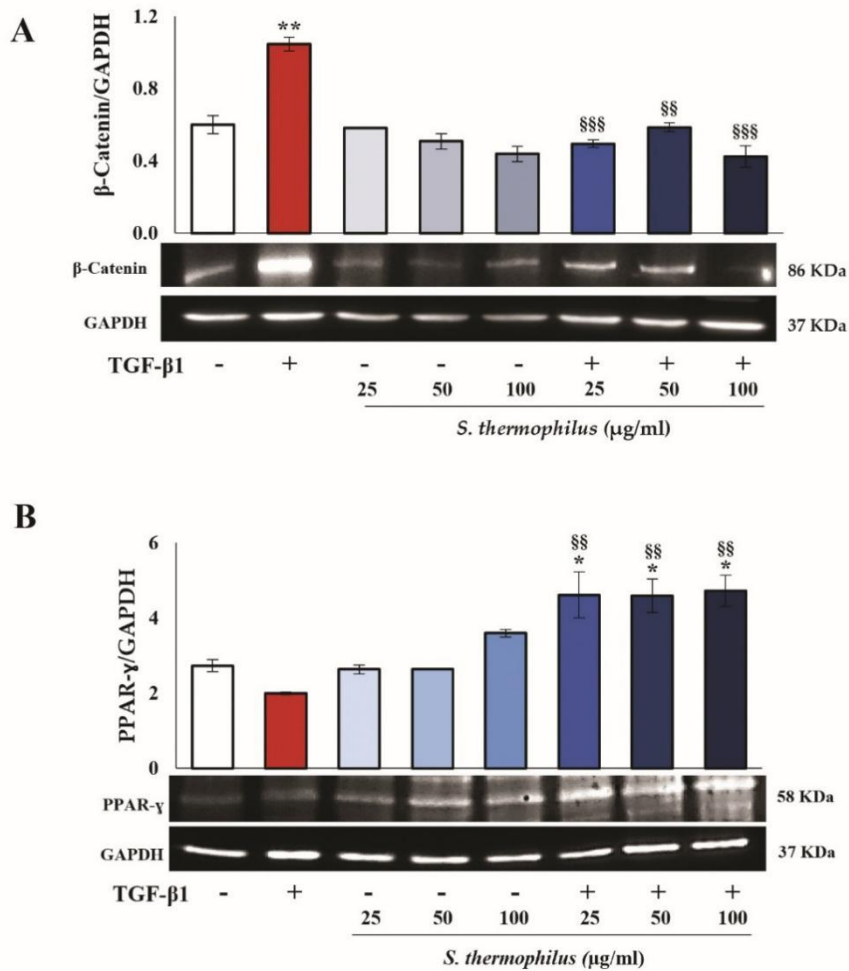 A
β-Catenin/GAPDH
1.2
0.8
0.4
0.0
**
§§§
§§
§§§
β-Catenin
86 KDa
GAPDH
37 KDa
TGF-β1 - + - - - + + +
25 50 100 25 50 100
S. thermophilus (µg/ml)
B
PPAR-ɣ/GAPDH
6
4
2
0
§§ §§ §§
* * *
PPAR-ɣ
58 KDa
GAPDH
37 KDa
TGF-β1 - + - - - + + +
25 50 100 25 50 100
S. thermophilus (µg/ml)